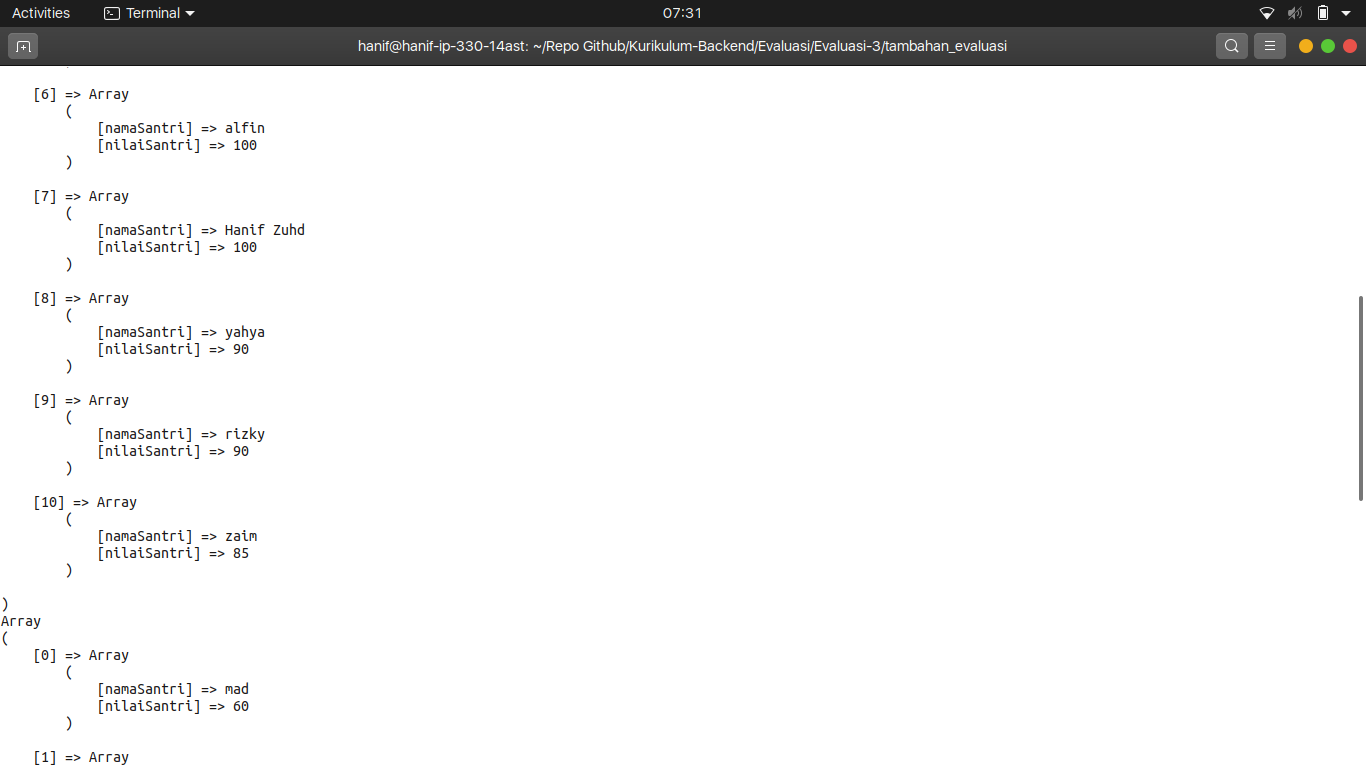 Activities Terminal 07:31
hanif@hanif-ip-330-14ast: ~/Repo Github/Kurikulum-Backend/Evaluasi/Evaluasi-3/tambahan_evaluasi
    [6] => Array
        (
            [namaSantri] => alfin
            [nilaiSantri] => 100
        )
    [7] => Array
        (
            [namaSantri] => Hanif Zuhd
            [nilaiSantri] => 100
        )
    [8] => Array
        (
            [namaSantri] => yahya
            [nilaiSantri] => 90
        )
    [9] => Array
        (
            [namaSantri] => rizky
            [nilaiSantri] => 90
        )
    [10] => Array
        (
            [namaSantri] => zaim
            [nilaiSantri] => 85
        )
)
Array
(
    [0] => Array
        (
            [namaSantri] => mad
            [nilaiSantri] => 60
        )
    [1] => Array